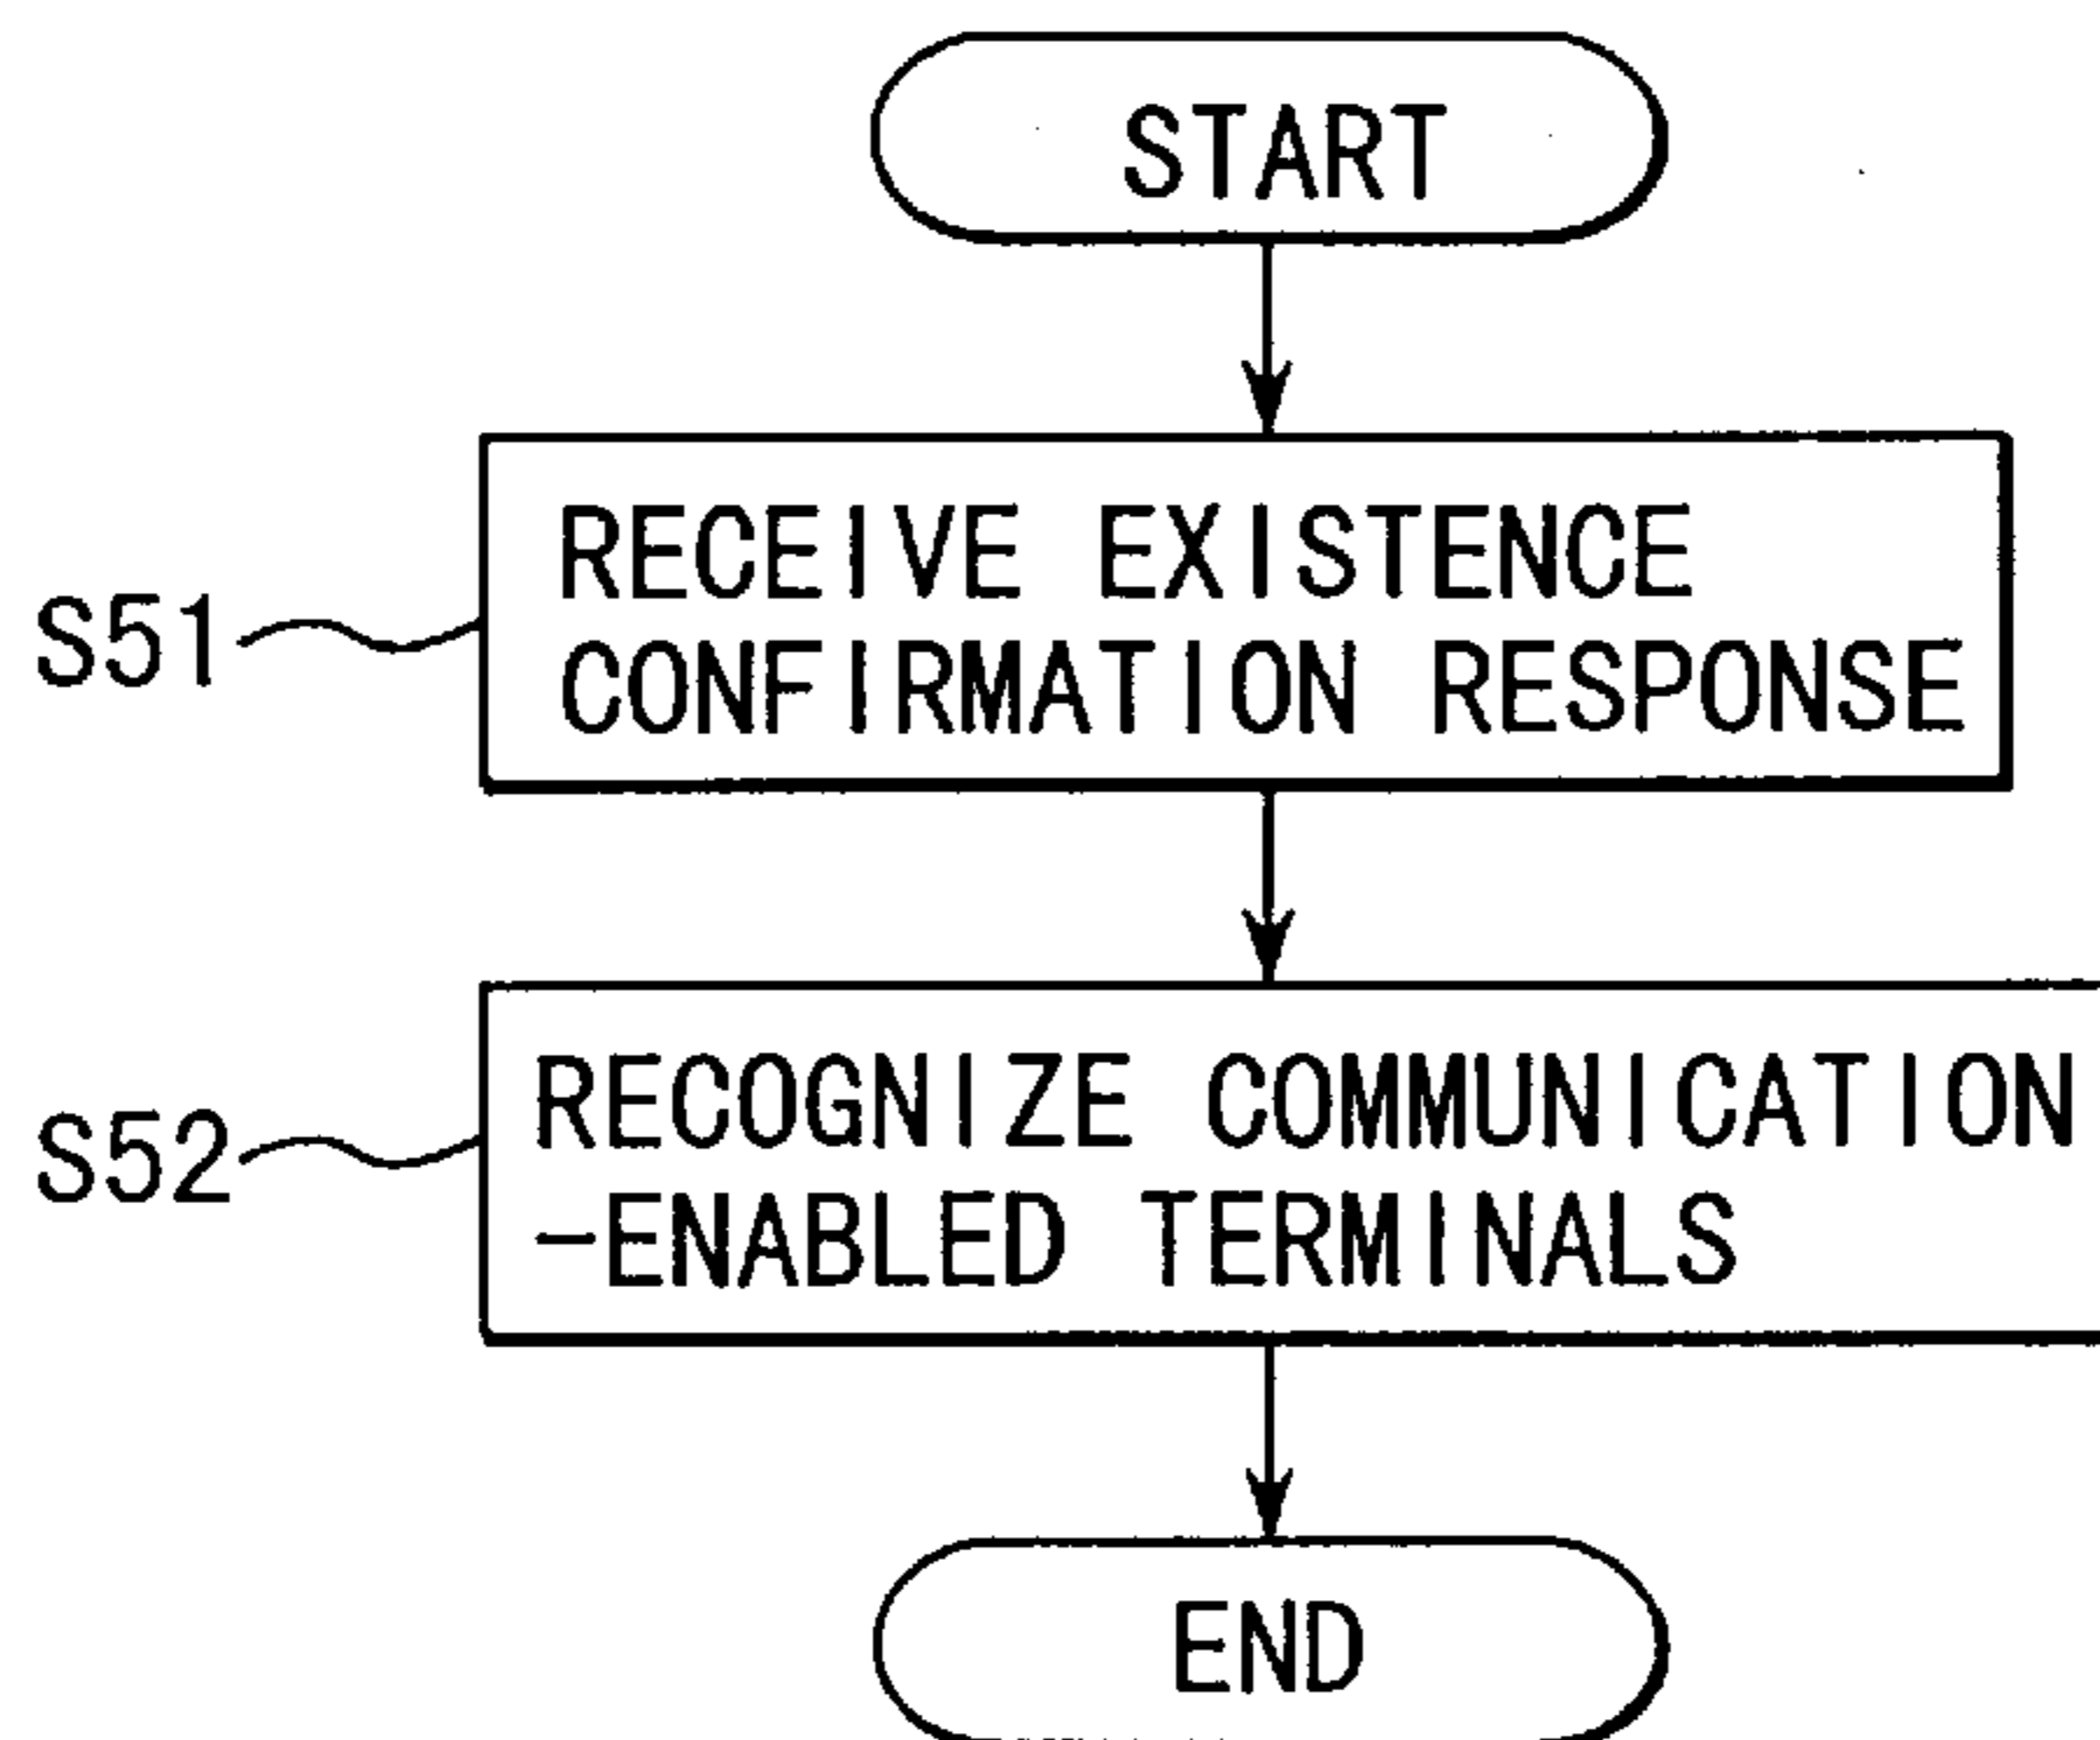 START
S51
RECEIVE EXISTENCE
CONFIRMATION RESPONSE
S52
RECOGNIZE COMMUNICATION
-ENABLED TERMINALS
END